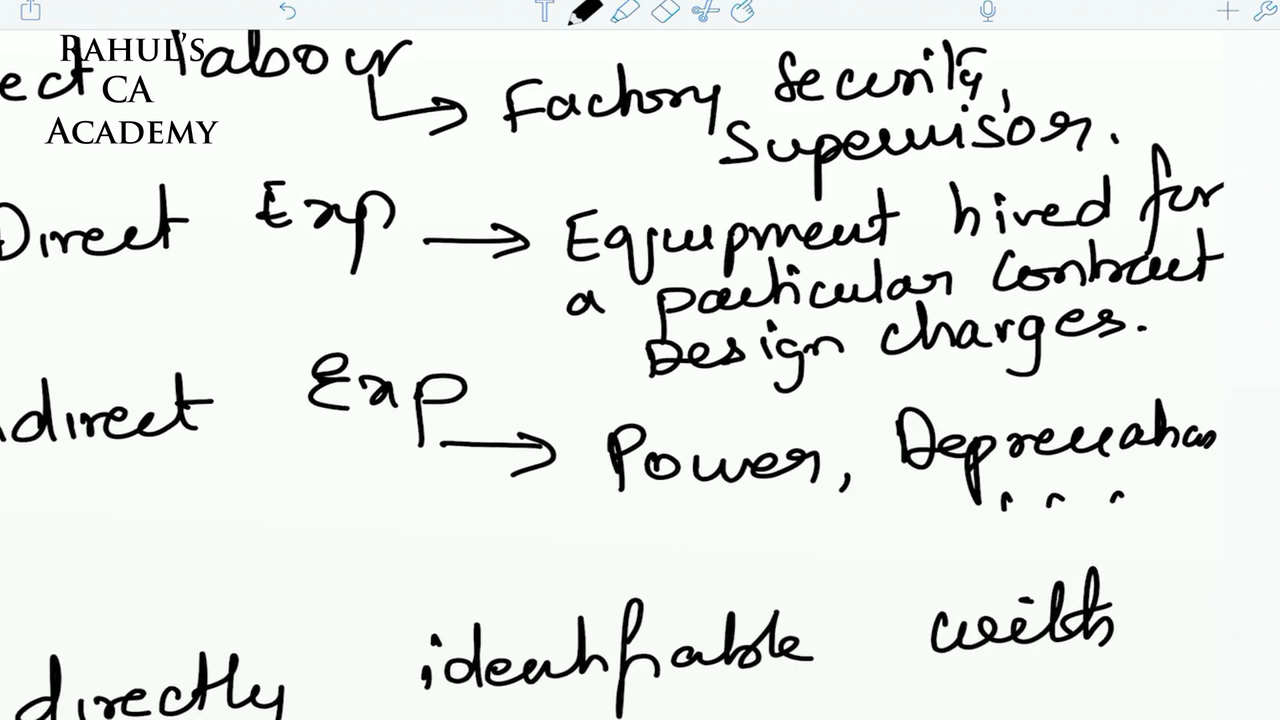 RAHUL'S
CA
ACADEMY
ect labour → Factory Security,
Supervisor.
Direct Exp → Equipment hired for
a particular contract
Design charges.
ndirect Exp → Power, Depreciation
. . .
directly identifiable with